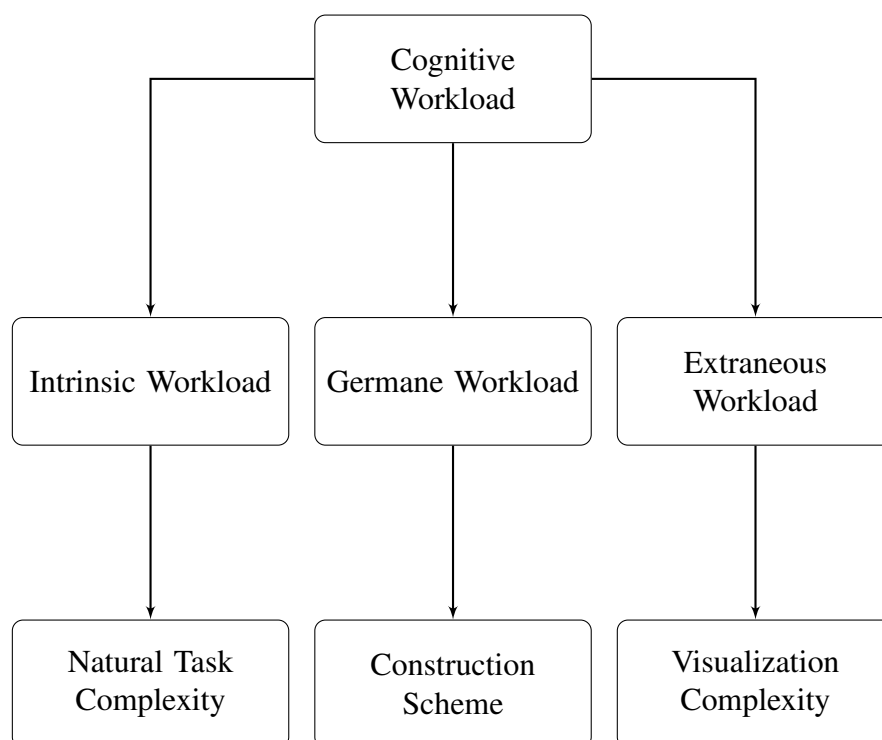 Cognitive
Workload
Intrinsic Workload
Germane Workload
Extraneous
Workload
Natural Task
Complexity
Construction
Scheme
Visualization
Complexity